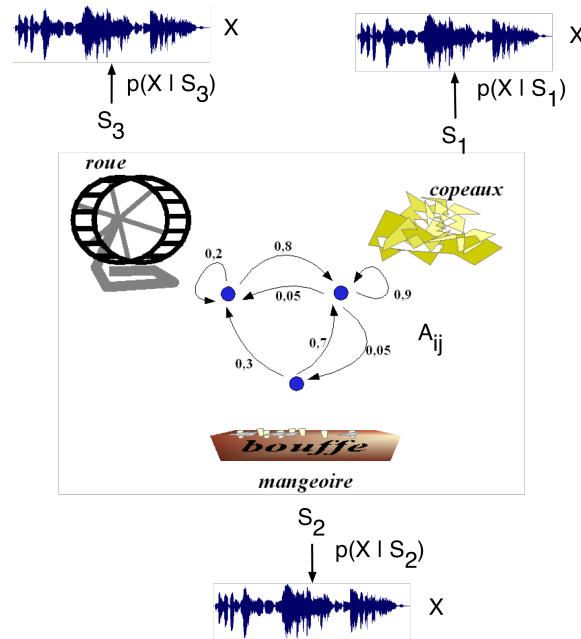 X
X
p(X | S3)
p(X | S1)
S3
S1
roue
copeaux
0,2
0,8
0,05
0,9
Aij
0,7
0,05
0,3
bouffe
mangeoire
S2
p(X | S2)
X